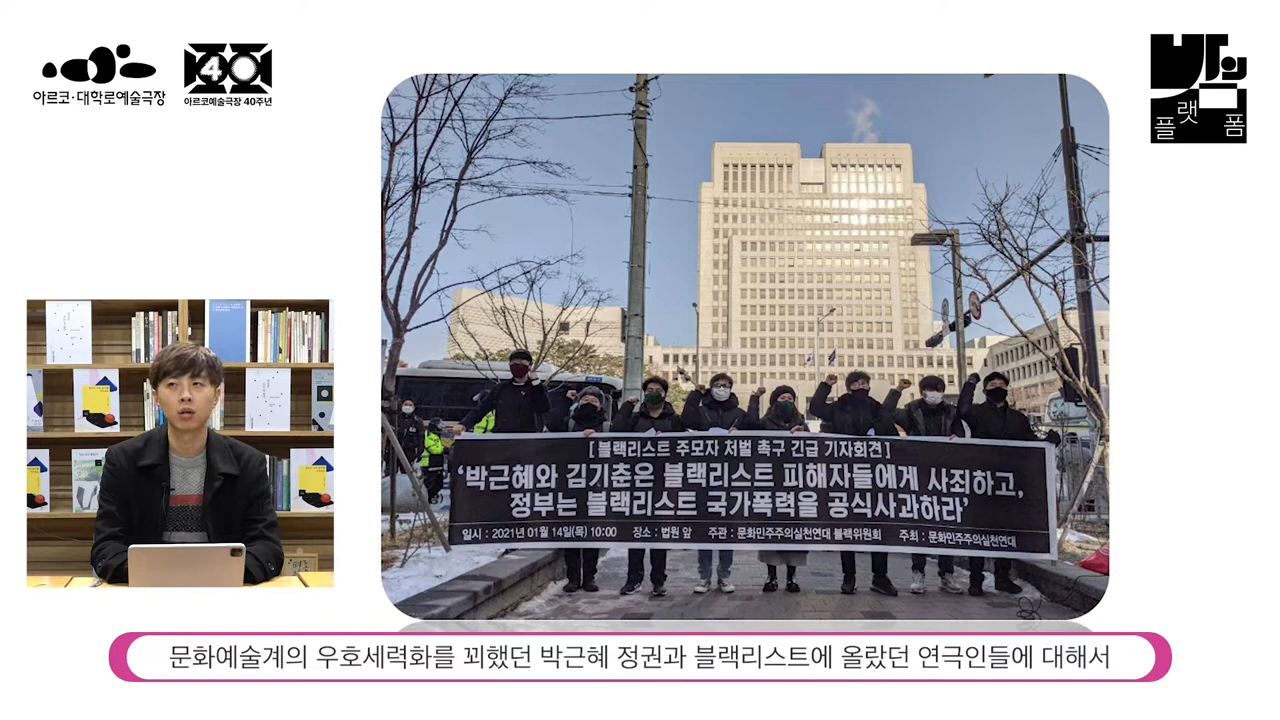 아르코·대학로예술극장
40
아르코예술극장 40주년
밤의
플랫폼
[블랙리스트 주모자 처벌 촉구 긴급 기자회견]
‘박근혜와 김기춘은 블랙리스트 피해자들에게 사죄하고,
정부는 블랙리스트 국가폭력을 공식사과하라’
일시 : 2021년 01월 14일(목) 10:00 장소 : 법원 앞 주관 : 문화민주주의실천연대 블랙위원회 주최 : 문화민주주의실천연대
문화예술계의 우호세력화를 꾀했던 박근혜 정권과 블랙리스트에 올랐던 연극인들에 대해서